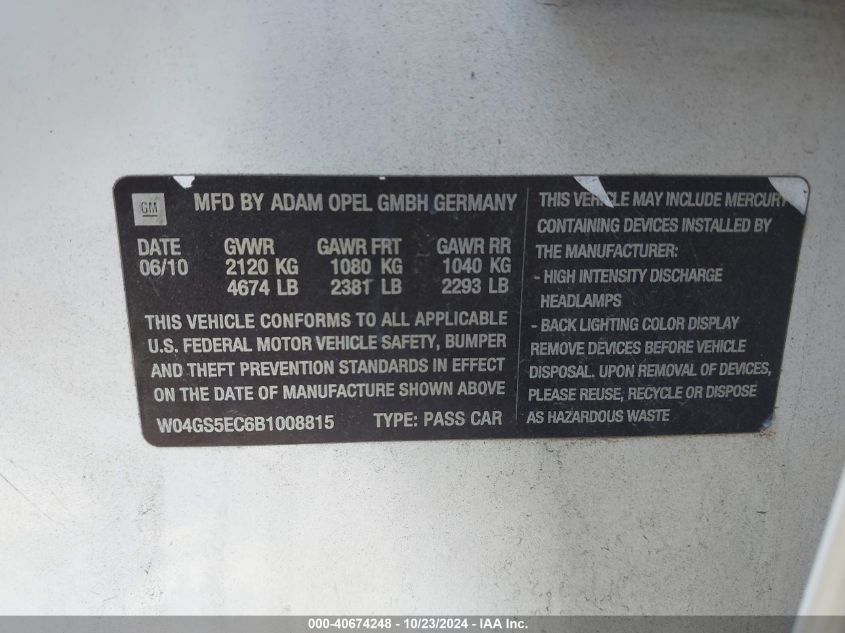 GM
MFD BY ADAM OPEL GMBH GERMANY
DATE GVWR GAWR FRT GAWR RR
06/10 2120 KG 1080 KG 1040 KG
4674 LB 2381 LB 2293 LB
THIS VEHICLE CONFORMS TO ALL APPLICABLE
U.S. FEDERAL MOTOR VEHICLE SAFETY, BUMPER
AND THEFT PREVENTION STANDARDS IN EFFECT
ON THE DATE OF MANUFACTURE SHOWN ABOVE
W04GS5EC6B1008815 TYPE: PASS CAR
THIS VEHICLE MAY INCLUDE MERCURY
CONTAINING DEVICES INSTALLED BY
THE MANUFACTURER:
- HIGH INTENSITY DISCHARGE
HEADLAMPS
- BACK LIGHTING COLOR DISPLAY
REMOVE DEVICES BEFORE VEHICLE
DISPOSAL. UPON REMOVAL OF DEVICES,
PLEASE REUSE, RECYCLE OR DISPOSE
AS HAZARDOUS WASTE
000-40674248 - 10/23/2024 - IAA Inc.